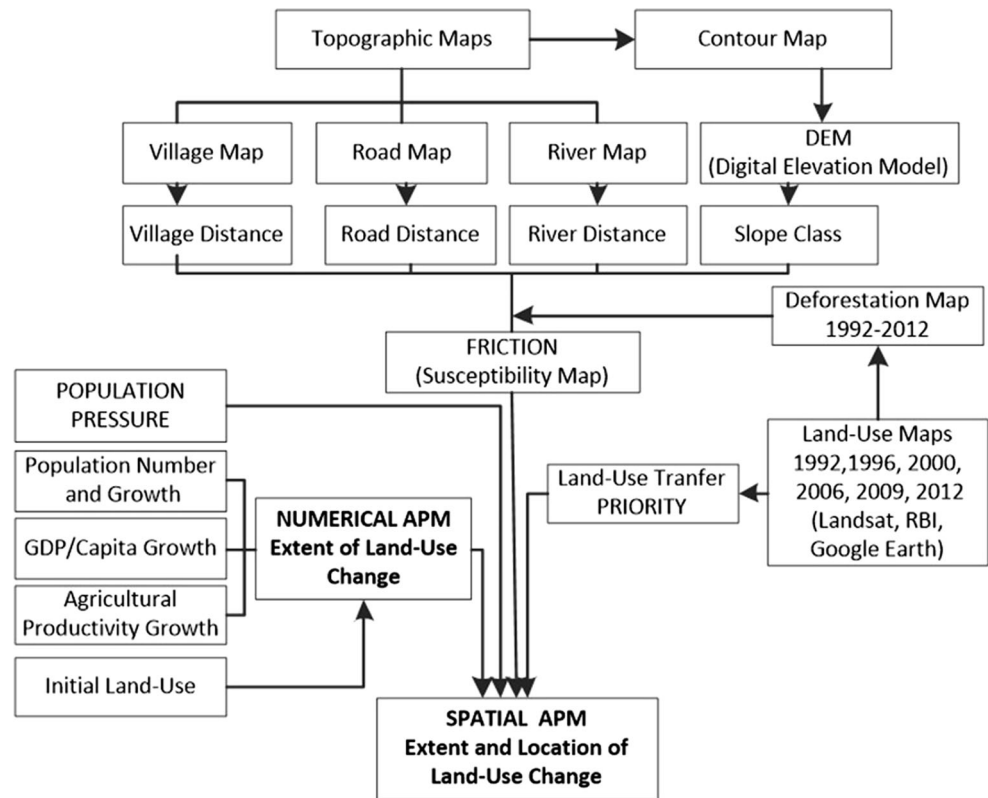 Topographic Maps
Contour Map
Village Map
Road Map
River Map
DEM
(Digital Elevation Model)
Village Distance
Road Distance
River Distance
Slope Class
Deforestation Map
1992-2012
FRICTION
(Susceptibility Map)
POPULATION
PRESSURE
Land-Use Maps
1992,1996, 2000,
2006, 2009, 2012
(Landsat, RBI,
Google Earth)
Land-Use Tranfer
PRIORITY
Population Number
and Growth
GDP/Capita Growth
Agricultural
Productivity Growth
NUMERICAL APM
Extent of Land-Use
Change
Initial Land-Use
SPATIAL APM
Extent and Location of
Land-Use Change